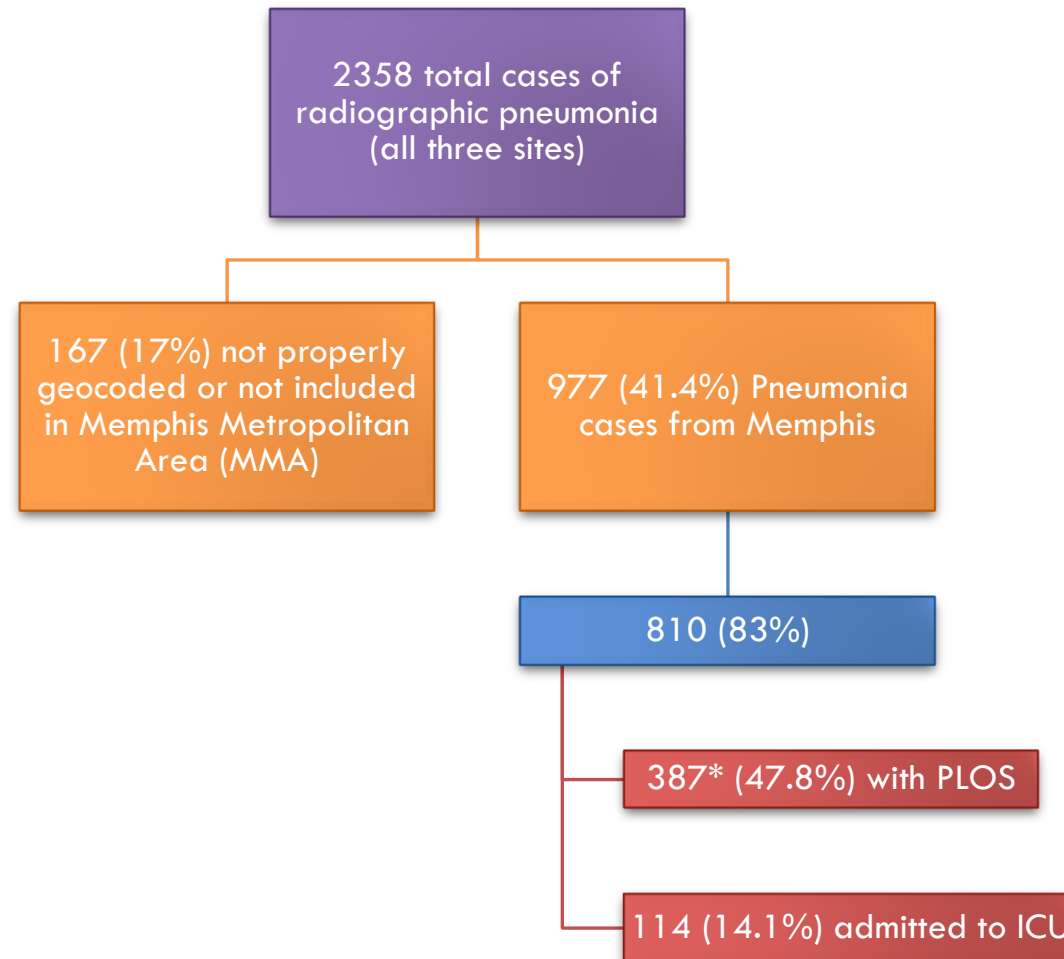 2358 total cases of
radiographic pneumonia
(all three sites)
167 (17%) not properly
geocoded or not included
in Memphis Metropolitan
Area (MMA)
977 (41.4%) Pneumonia
cases from Memphis
810 (83%)
387* (47.8%) with PLOS
114 (14.1%) admitted to ICU